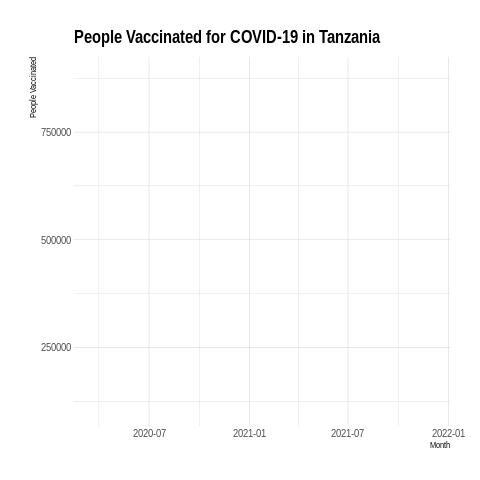 People Vaccinated for COVID-19 in Tanzania
People Vaccinated
750000
500000
250000
2020-07 2021-01 2021-07 2022-01
Month